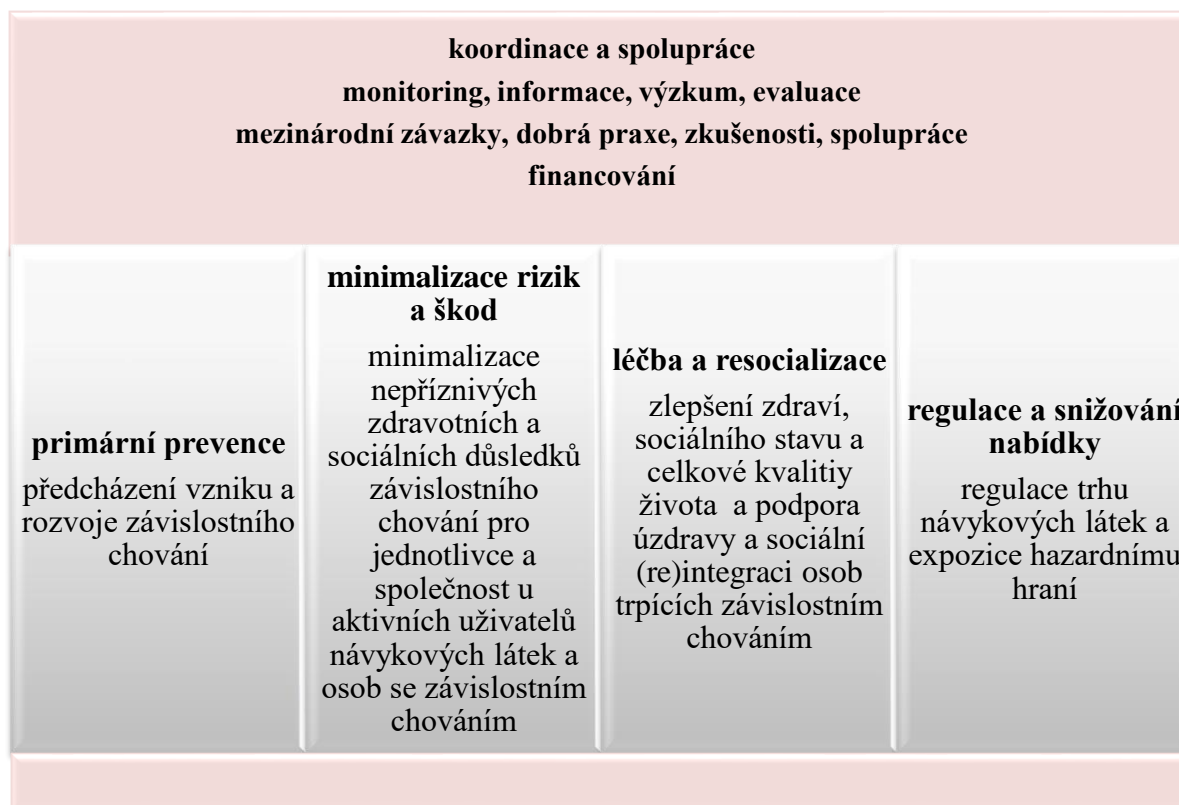 koordinace a spolupráce
monitoring, informace, výzkum, evaluace
mezinárodní závazky, dobrá praxe, zkušenosti, spolupráce
financování
primární prevence
předcházení vzniku a
rozvoje závislostního
chování
minimalizace rizik
a škod
minimalizace
nepříznivých
zdravotních a
sociálních důsledků
závislostního
chování pro
jednotlivce a
společnost u
aktivních uživatelů
návykových látek a
osob se závislostním
chováním
léčba a resocializace
zlepšení zdraví,
sociálního stavu a
celkové kvalitiy
života a podpora
úzdravy a sociální
(re)integraci osob
trpících závislostním
chováním
regulace a snižování
nabídky
regulace trhu
návykových látek a
expozice hazardnímu
hraní